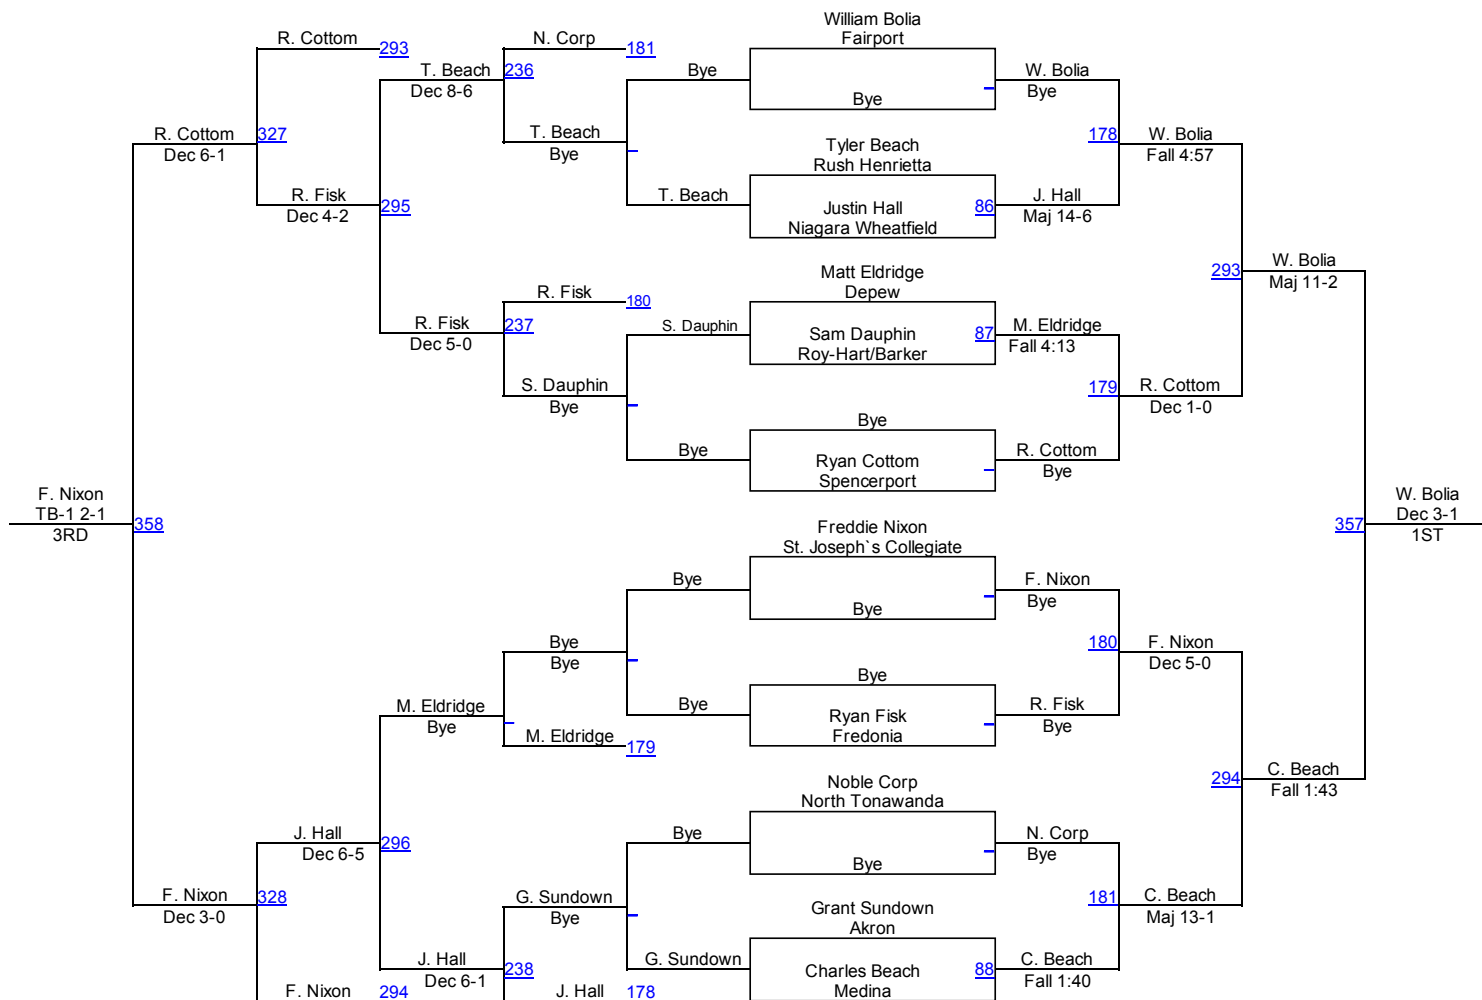 William Bolia
Fairport
R. Cottom
293
N. Corp
181
T. Beach
236
Dec 8-6
Bye
W. Bolia
Bye
Bye
R. Cottom
327
Dec 6-1
T. Beach
Bye
Tyler Beach
Rush Henrietta
178
W. Bolia
Fall 4:57
R. Fisk
Dec 4-2
295
T. Beach
Justin Hall
86
Niagara Wheatfield
J. Hall
Maj 14-6
Matt Eldridge
Depew
293
W. Bolia
Maj 11-2
R. Fisk
180
R. Fisk
237
Dec 5-0
S. Dauphin
Sam Dauphin
87
Roy-Hart/Barker
M. Eldridge
Fall 4:13
S. Dauphin
Bye
179
R. Cottom
Dec 1-0
Bye
Bye
Ryan Cottom
Spencerport
R. Cottom
Bye
F. Nixon
TB-1 2-1
358
3RD
W. Bolia
Dec 3-1
357
1ST
Freddie Nixon
St. Joseph`s Collegiate
Bye
Bye
F. Nixon
Bye
Bye
Bye
180
F. Nixon
Dec 5-0
Bye
M. Eldridge
Bye
Bye
Ryan Fisk
Fredonia
R. Fisk
Bye
M. Eldridge
179
294
C. Beach
Fall 1:43
Noble Corp
North Tonawanda
J. Hall
Dec 6-5
296
Bye
Bye
N. Corp
Bye
F. Nixon
328
Dec 3-0
G. Sundown
Bye
Grant Sundown
Akron
181
C. Beach
Maj 13-1
J. Hall
Dec 6-1
238
G. Sundown
Charles Beach
88
Medina
C. Beach
Fall 1:40
F. Nixon
294
J. Hall
178